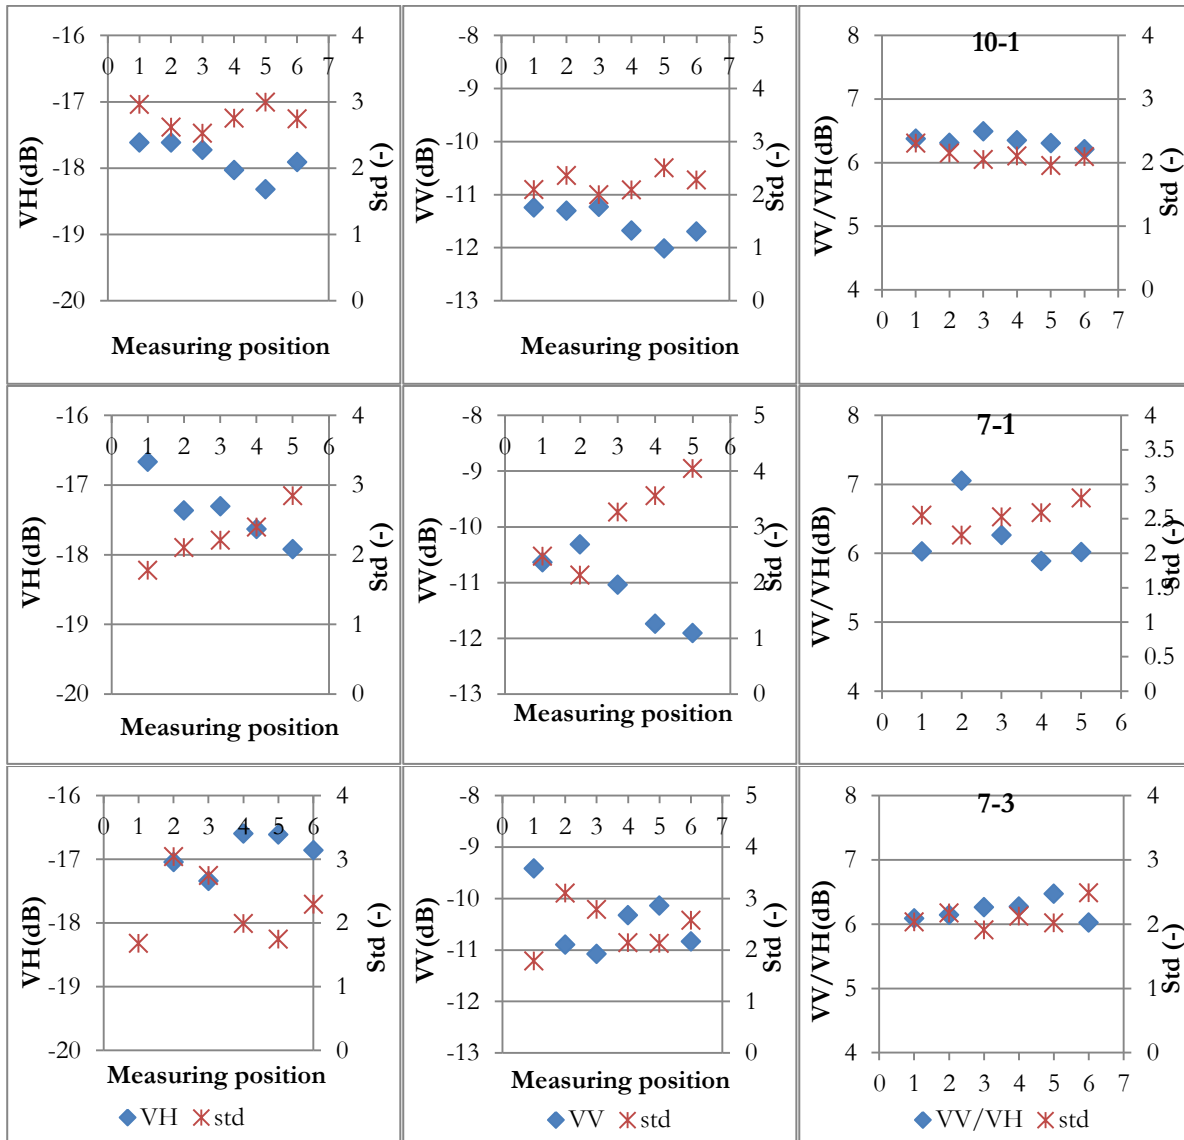 -16
-17
-18
-19
-20
VH(dB)
0 1 2 3 4 5 6 7
4
3
2
1
0
Std (-)
Measuring position
-8
-9
-10
-11
-12
-13
VV(dB)
0 1 2 3 4 5 6 7
5
4
3
2
1
0
Std (-)
Measuring position
10-1
8
7
6
5
4
VV/VH(dB)
0 1 2 3 4 5 6 7
4
3
2
1
0
Std (-)
-16
-17
-18
-19
-20
VH(dB)
0 1 2 3 4 5 6
4
3
2
1
0
Std (-)
Measuring position
-8
-9
-10
-11
-12
-13
VV(dB)
0 1 2 3 4 5 6
5
4
3
2
1
0
Std (-)
Measuring position
7-1
8
7
6
5
4
VV/VH(dB)
0 1 2 3 4 5 6
4
3.5
3
2.5
2
1.5
1
0.5
0
Std (-)
-16
-17
-18
-19
-20
VH(dB)
0 1 2 3 4 5 6
4
3
2
1
0
Std (-)
Measuring position
VH std
-8
-9
-10
-11
-12
-13
VV(dB)
0 1 2 3 4 5 6 7
5
4
3
2
1
0
Std (-)
Measuring position
VV std
7-3
8
7
6
5
4
VV/VH(dB)
0 1 2 3 4 5 6 7
4
3
2
1
0
Std (-)
VV/VH std